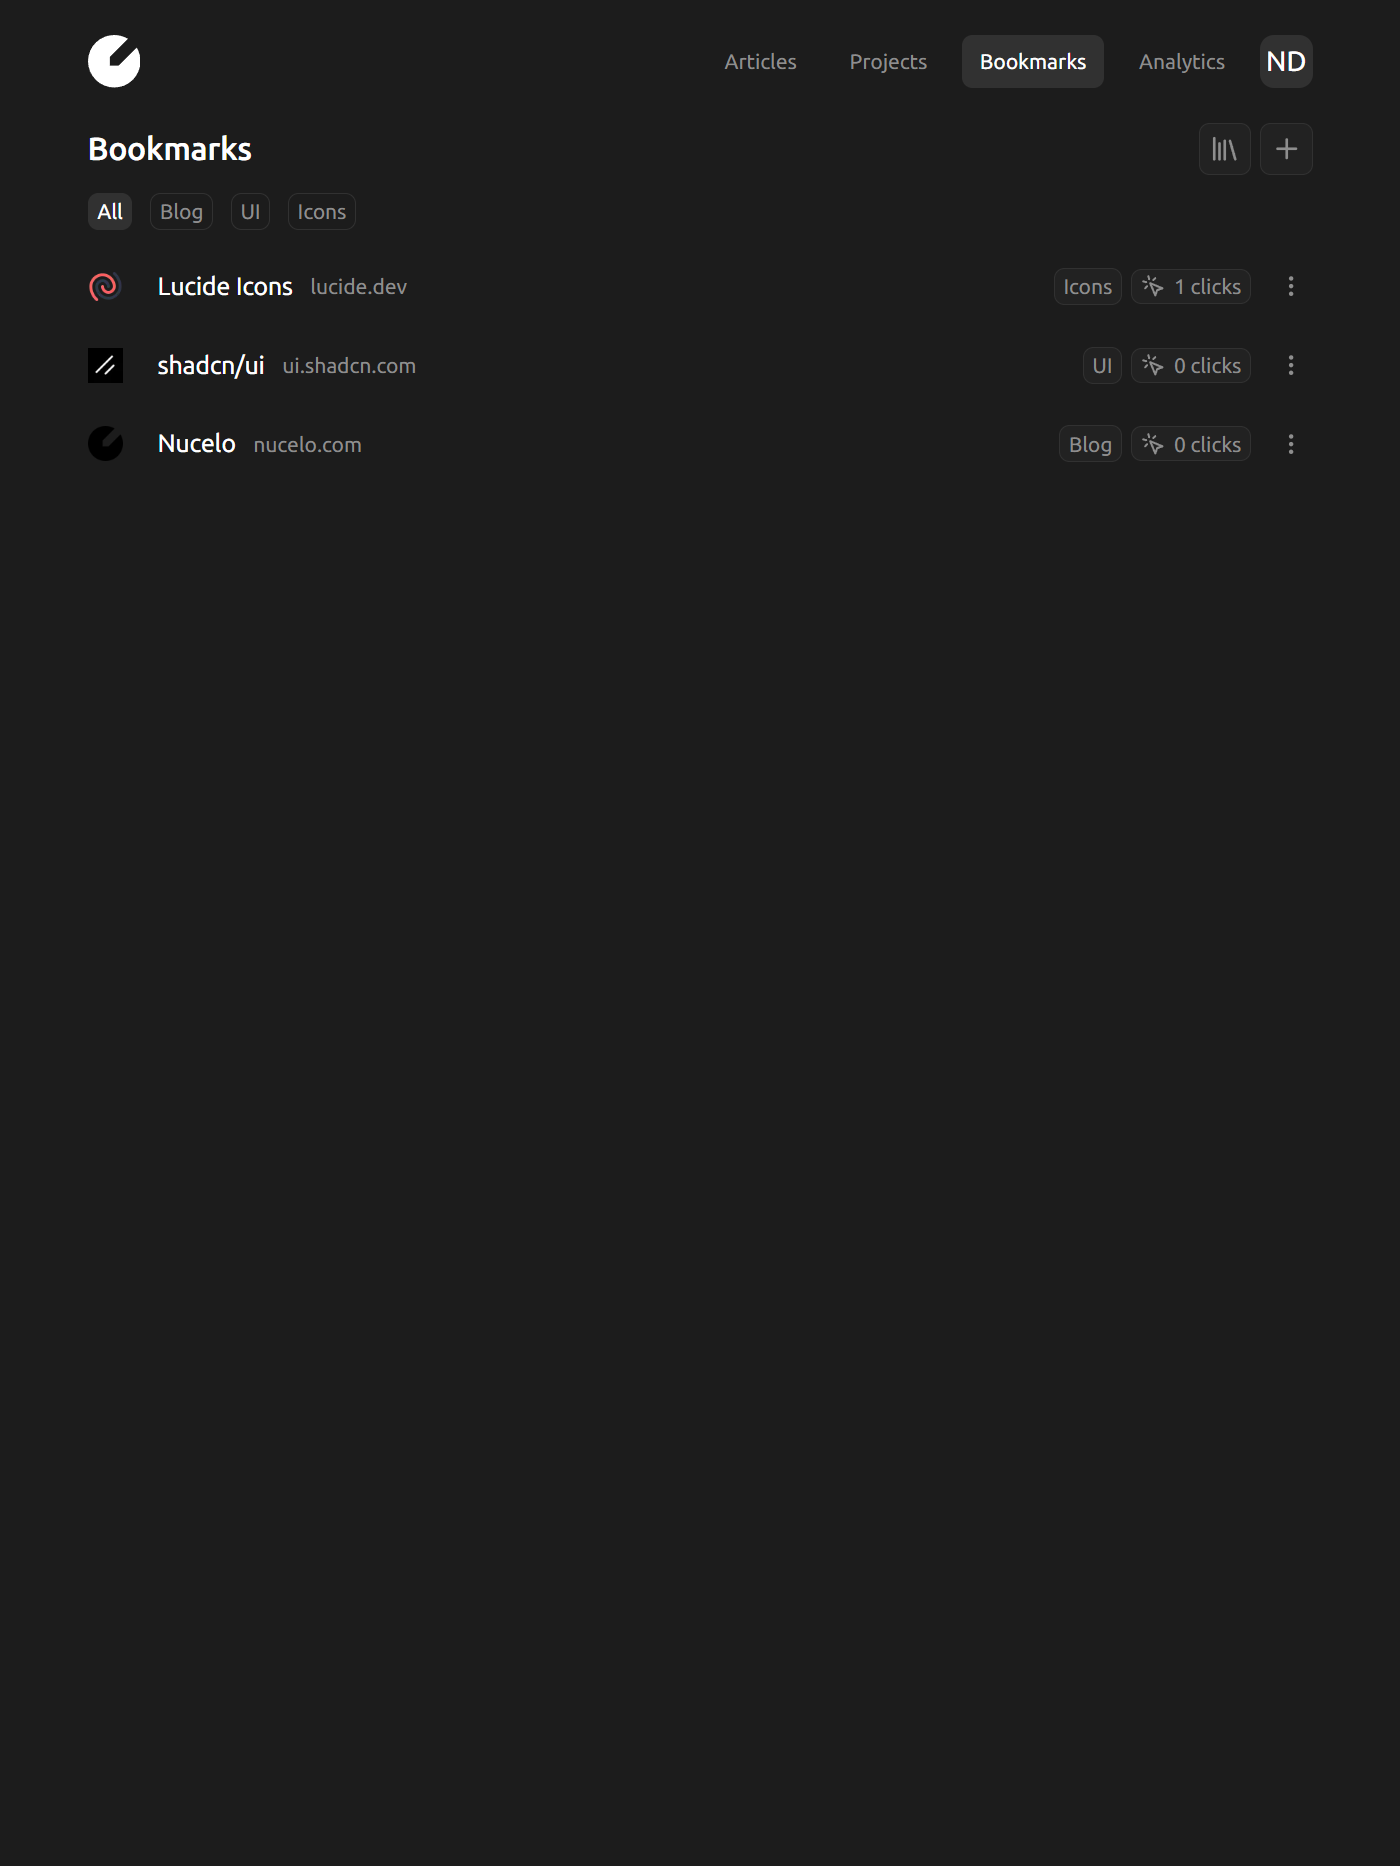 Articles Projects Bookmarks Analytics ND
Bookmarks
All Blog UI Icons
Lucide Icons lucide.dev Icons 1 clicks
shadcn/ui ui.shadcn.com UI 0 clicks
Nucelo nucelo.com Blog 0 clicks